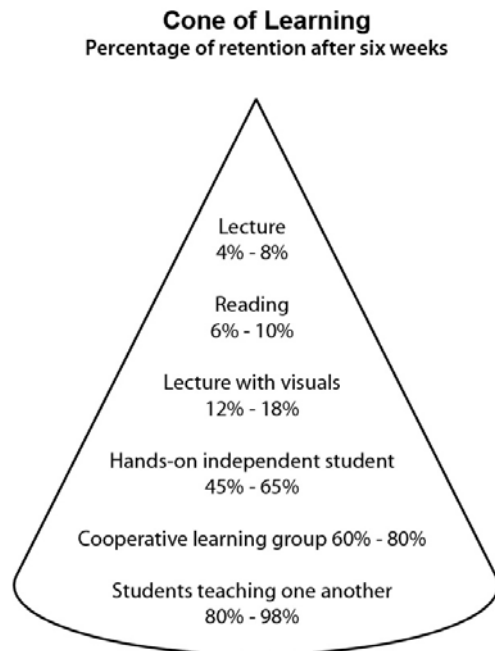 Cone of Learning
Percentage of retention after six weeks
Lecture
4% - 8%
Reading
6% - 10%
Lecture with visuals
12% - 18%
Hands-on independent student
45% - 65%
Cooperative learning group 60% - 80%
Students teaching one another
80% - 98%